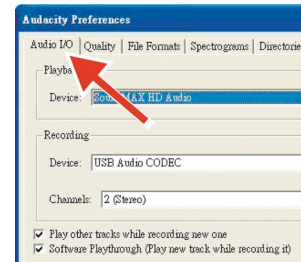 Audacity Preferences
Audio I/O Quality File Formats Spectrograms Directorie
Playba
Device: SoundMAX HD Audio
Recording
Device: USB Audio CODEC
Channels: 2 (Stereo)
Play other tracks while recording new one
Software Playthrough (Play new track while recording it)